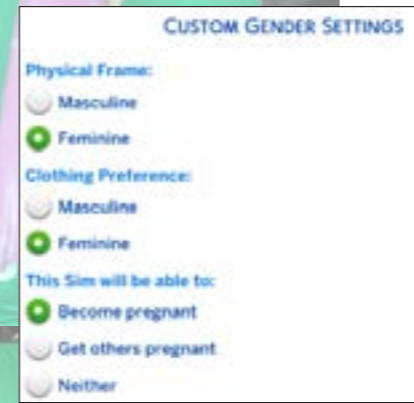 CUSTOM GENDER SETTINGS
Physical Frame:
Masculine
Feminine
Clothing Preference:
Masculine
Feminine
This Sim will be able to:
Become pregnant
Get others pregnant
Neither